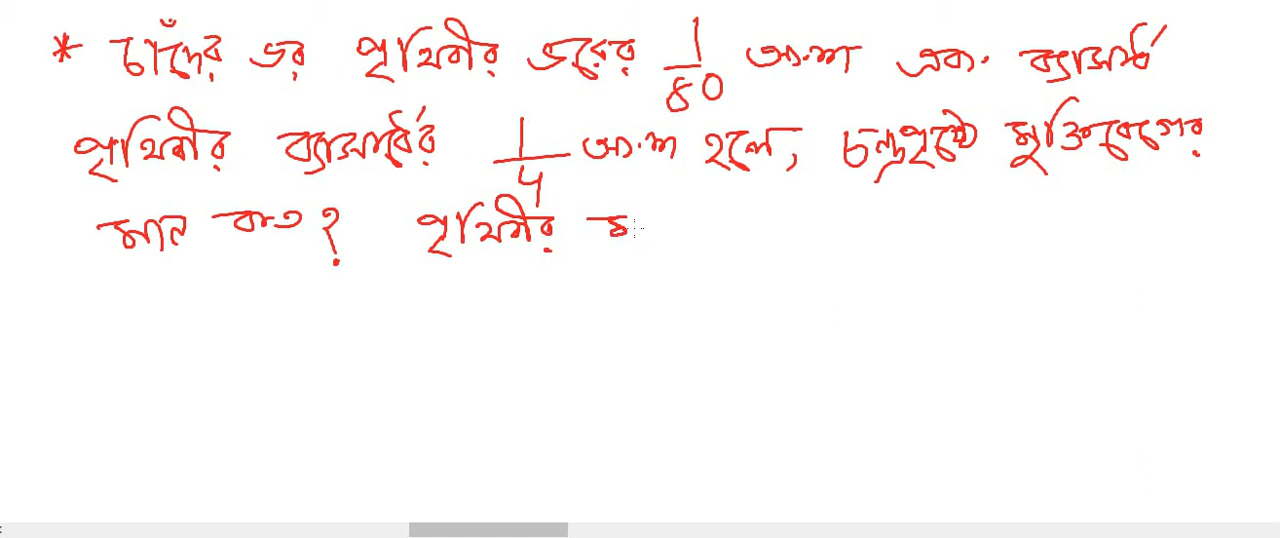 * চাঁদের ভর পৃথিবীর ভরের 1/80 অংশ এবং ব্যাসার্ধ
পৃথিবীর ব্যাসার্ধের 1/4 অংশ হলে, চন্দ্রপৃষ্ঠে মুক্তিবেগের
মান কত? পৃথিবীর ম